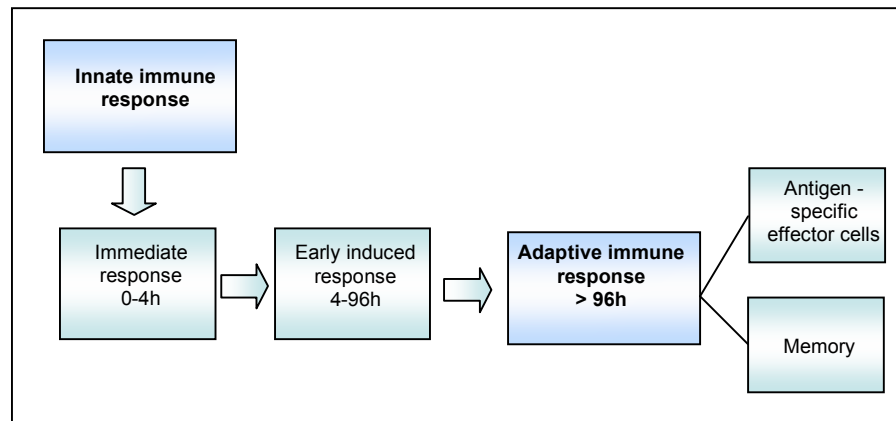 Innate immune
response
Immediate
response
0-4h
Early induced
response
4-96h
Adaptive immune
response
> 96h
Antigen -
specific
effector cells
Memory